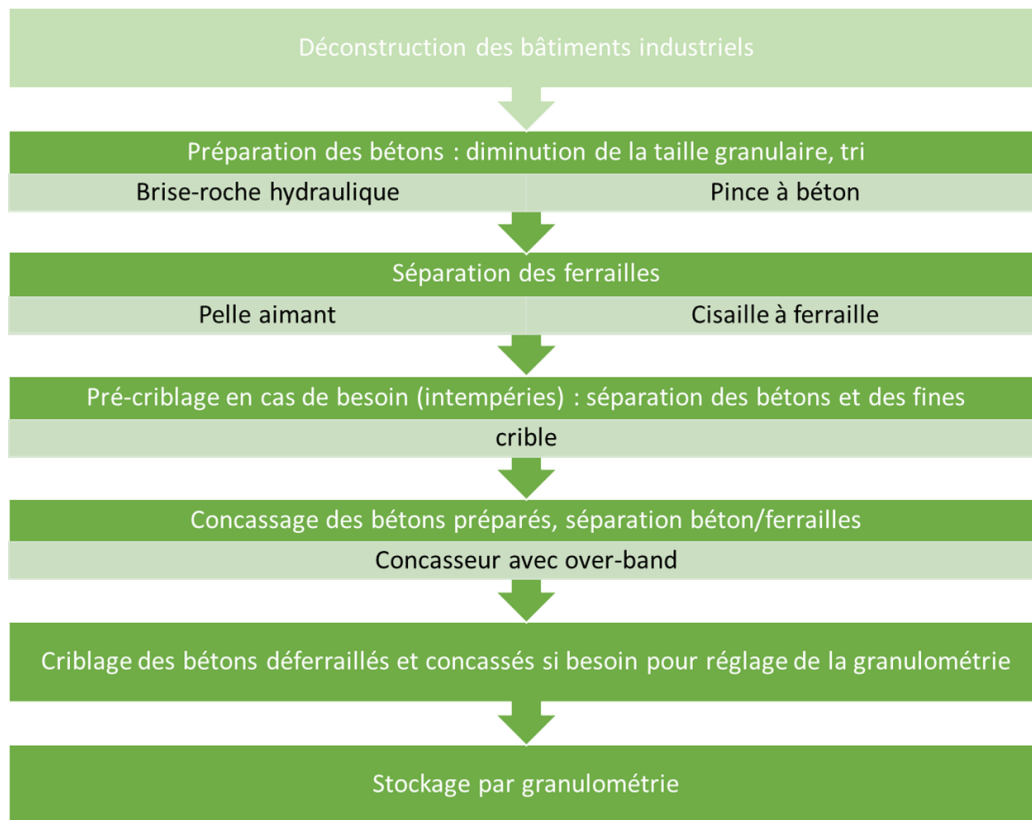 Déconstruction des bâtiments industriels
Préparation des bétons : diminution de la taille granulaire, tri
Brise-roche hydraulique
Pince à béton
Séparation des ferrailles
Pelle aimant
Cisaille à ferraille
Pré-criblage en cas de besoin (intempéries) : séparation des bétons et des fines
crible
Concassage des bétons préparés, séparation béton/ferrailles
Concasseur avec over-band
Criblage des bétons déferraillés et concassés si besoin pour réglage de la granulométrie
Stockage par granulométrie